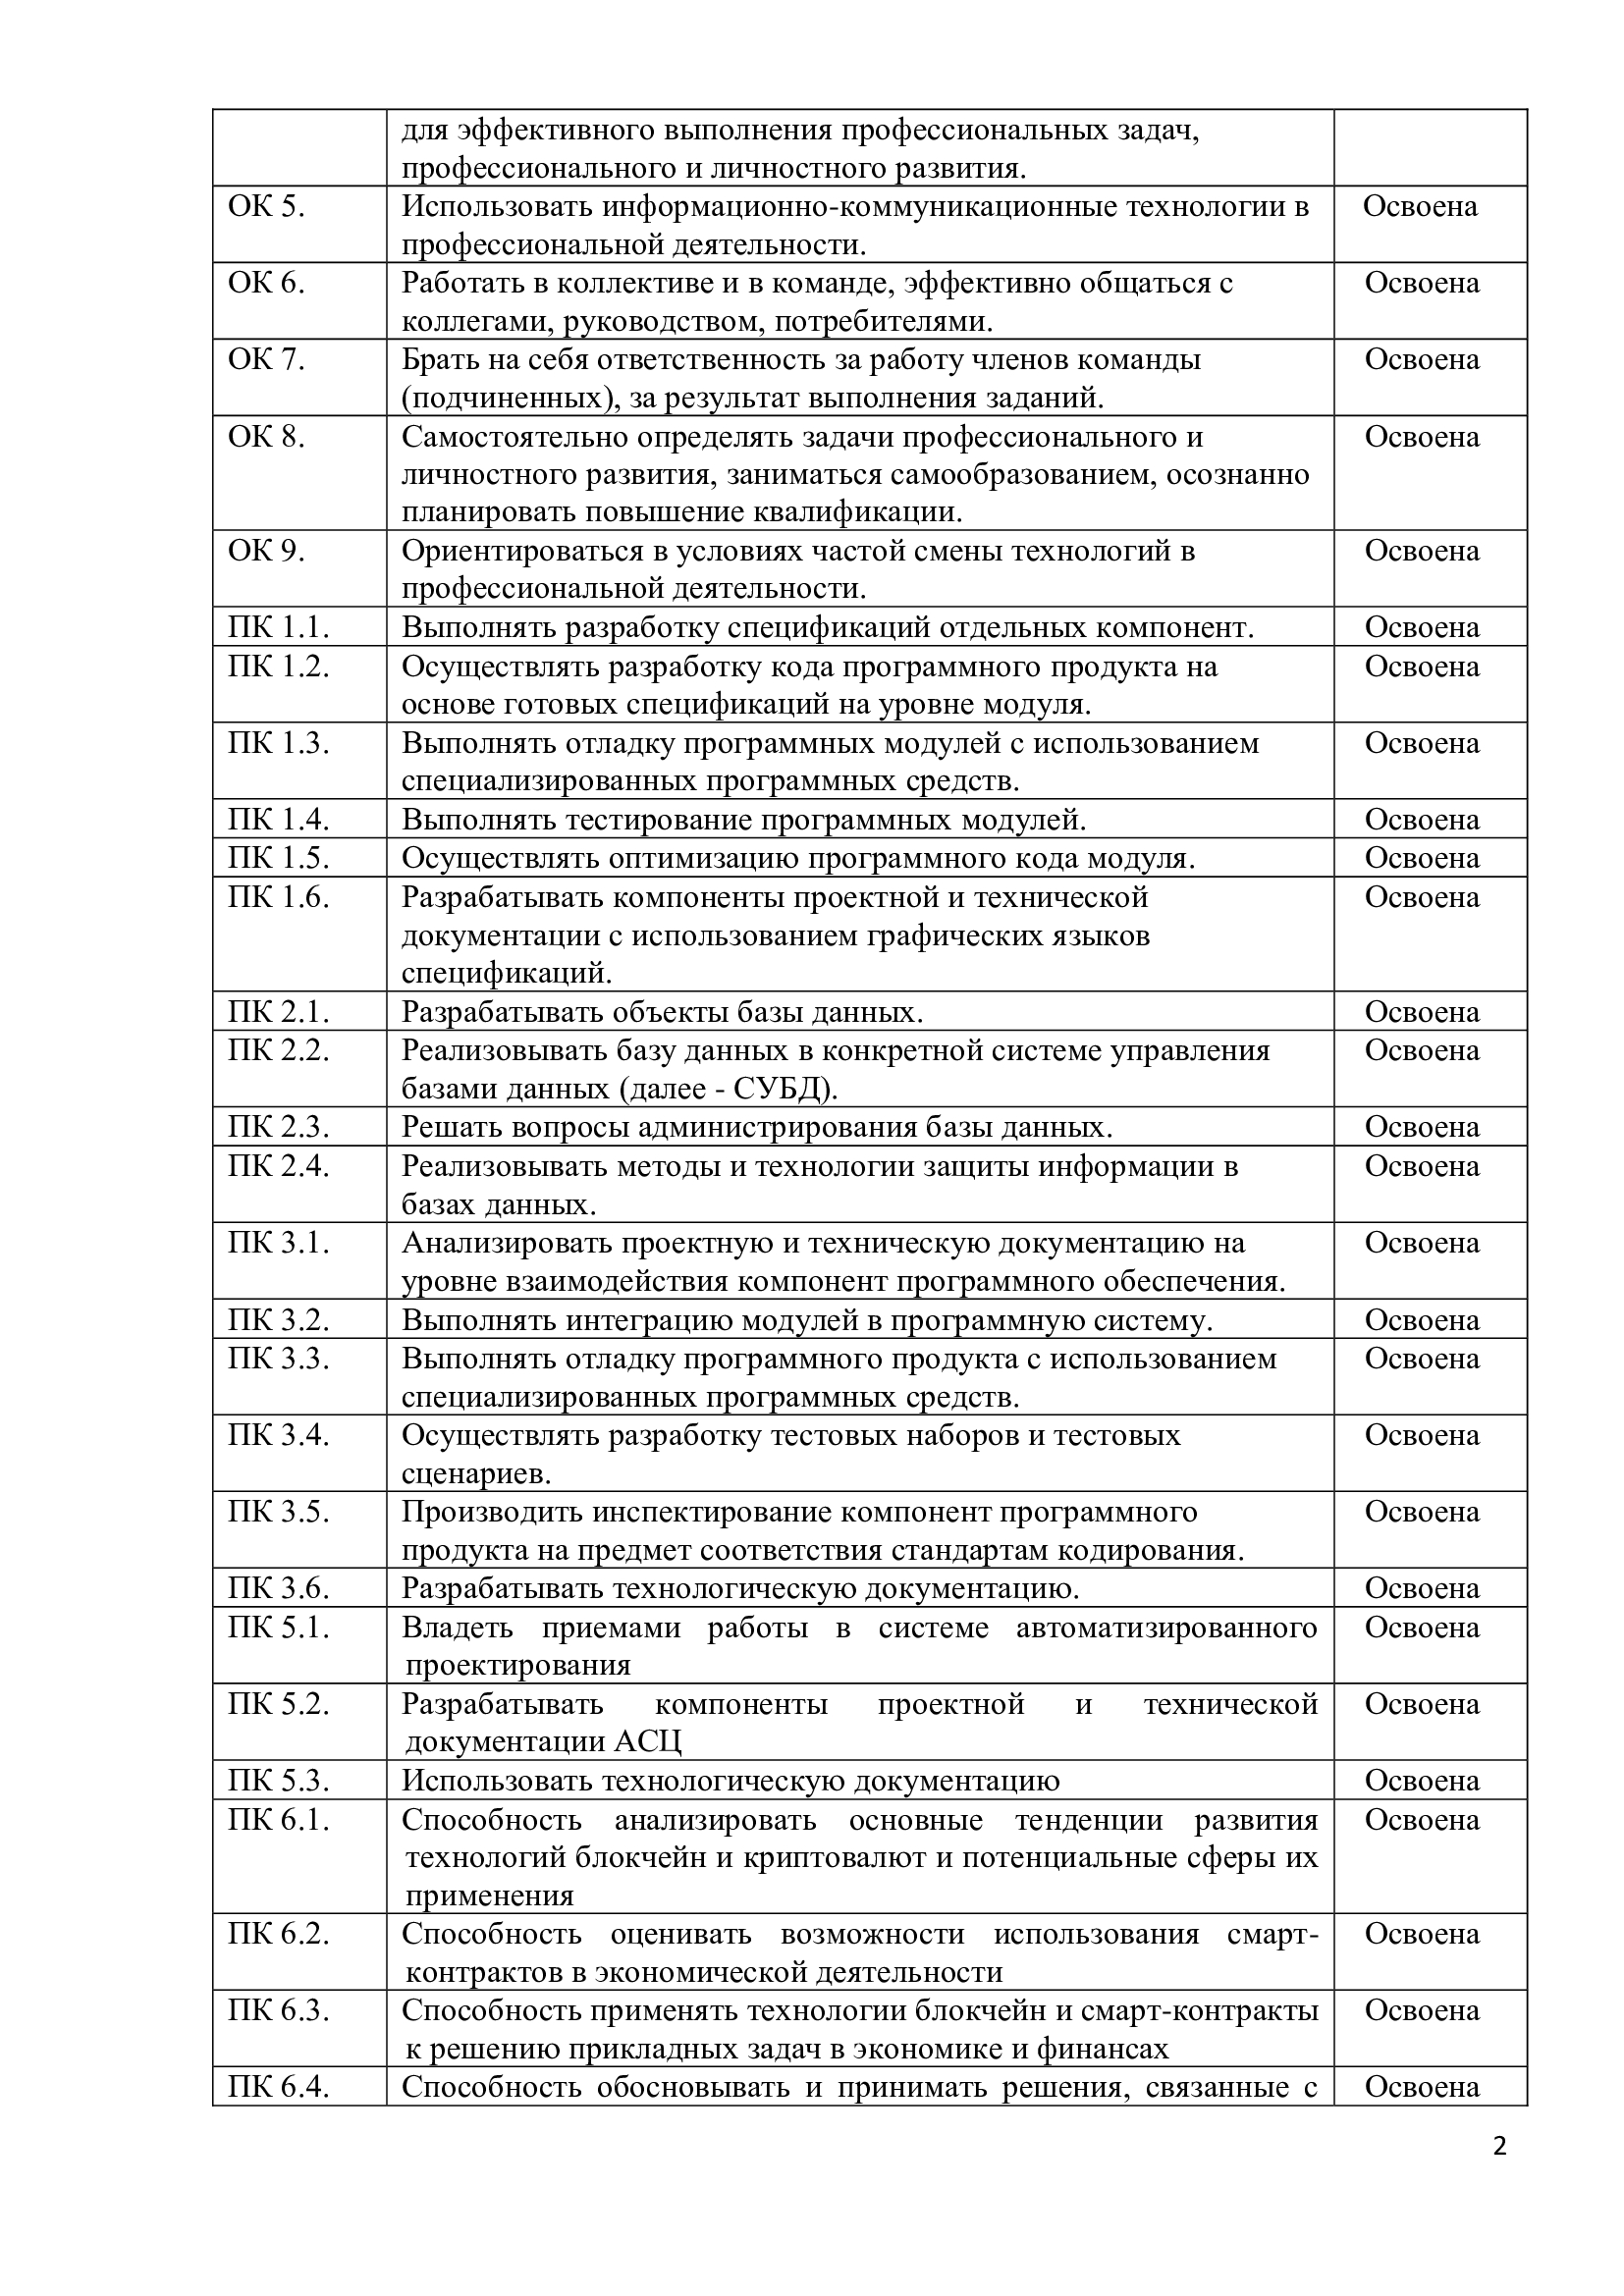 для эффективного выполнения профессиональных задач,
профессионального и личностного развития.
ОК 5. Использовать информационно-коммуникационные технологии в Освоена
профессиональной деятельности.
ОК 6. Работать в коллективе и в команде, эффективно общаться с Освоена
коллегами, руководством, потребителями.
ОК 7. Брать на себя ответственность за работу членов команды Освоена
(подчиненных), за результат выполнения заданий.
ОК 8. Самостоятельно определять задачи профессионального и Освоена
личностного развития, заниматься самообразованием, осознанно
планировать повышение квалификации.
ОК 9. Ориентироваться в условиях частой смены технологий в Освоена
профессиональной деятельности.
ПК 1.1. Выполнять разработку спецификаций отдельных компонент. Освоена
ПК 1.2. Осуществлять разработку кода программного продукта на Освоена
основе готовых спецификаций на уровне модуля.
ПК 1.3. Выполнять отладку программных модулей с использованием Освоена
специализированных программных средств.
ПК 1.4. Выполнять тестирование программных модулей. Освоена
ПК 1.5. Осуществлять оптимизацию программного кода модуля. Освоена
ПК 1.6. Разрабатывать компоненты проектной и технической Освоена
документации с использованием графических языков
спецификаций.
ПК 2.1. Разрабатывать объекты базы данных. Освоена
ПК 2.2. Реализовывать базу данных в конкретной системе управления Освоена
базами данных (далее - СУБД).
ПК 2.3. Решать вопросы администрирования базы данных. Освоена
ПК 2.4. Реализовывать методы и технологии защиты информации в Освоена
базах данных.
ПК 3.1. Анализировать проектную и техническую документацию на Освоена
уровне взаимодействия компонент программного обеспечения.
ПК 3.2. Выполнять интеграцию модулей в программную систему. Освоена
ПК 3.3. Выполнять отладку программного продукта с использованием Освоена
специализированных программных средств.
ПК 3.4. Осуществлять разработку тестовых наборов и тестовых Освоена
сценариев.
ПК 3.5. Производить инспектирование компонент программного Освоена
продукта на предмет соответствия стандартам кодирования.
ПК 3.6. Разрабатывать технологическую документацию. Освоена
ПК 5.1. Владеть приемами работы в системе автоматизированного Освоена
проектирования
ПК 5.2. Разрабатывать компоненты проектной и технической Освоена
документации АСЦ
ПК 5.3. Использовать технологическую документацию Освоена
ПК 6.1. Способность анализировать основные тенденции развития Освоена
технологий блокчейн и криптовалют и потенциальные сферы их
применения
ПК 6.2. Способность оценивать возможности использования смарт- Освоена
контрактов в экономической деятельности
ПК 6.3. Способность применять технологии блокчейн и смарт-контракты Освоена
к решению прикладных задач в экономике и финансах
ПК 6.4. Способность обосновывать и принимать решения, связанные с Освоена
2